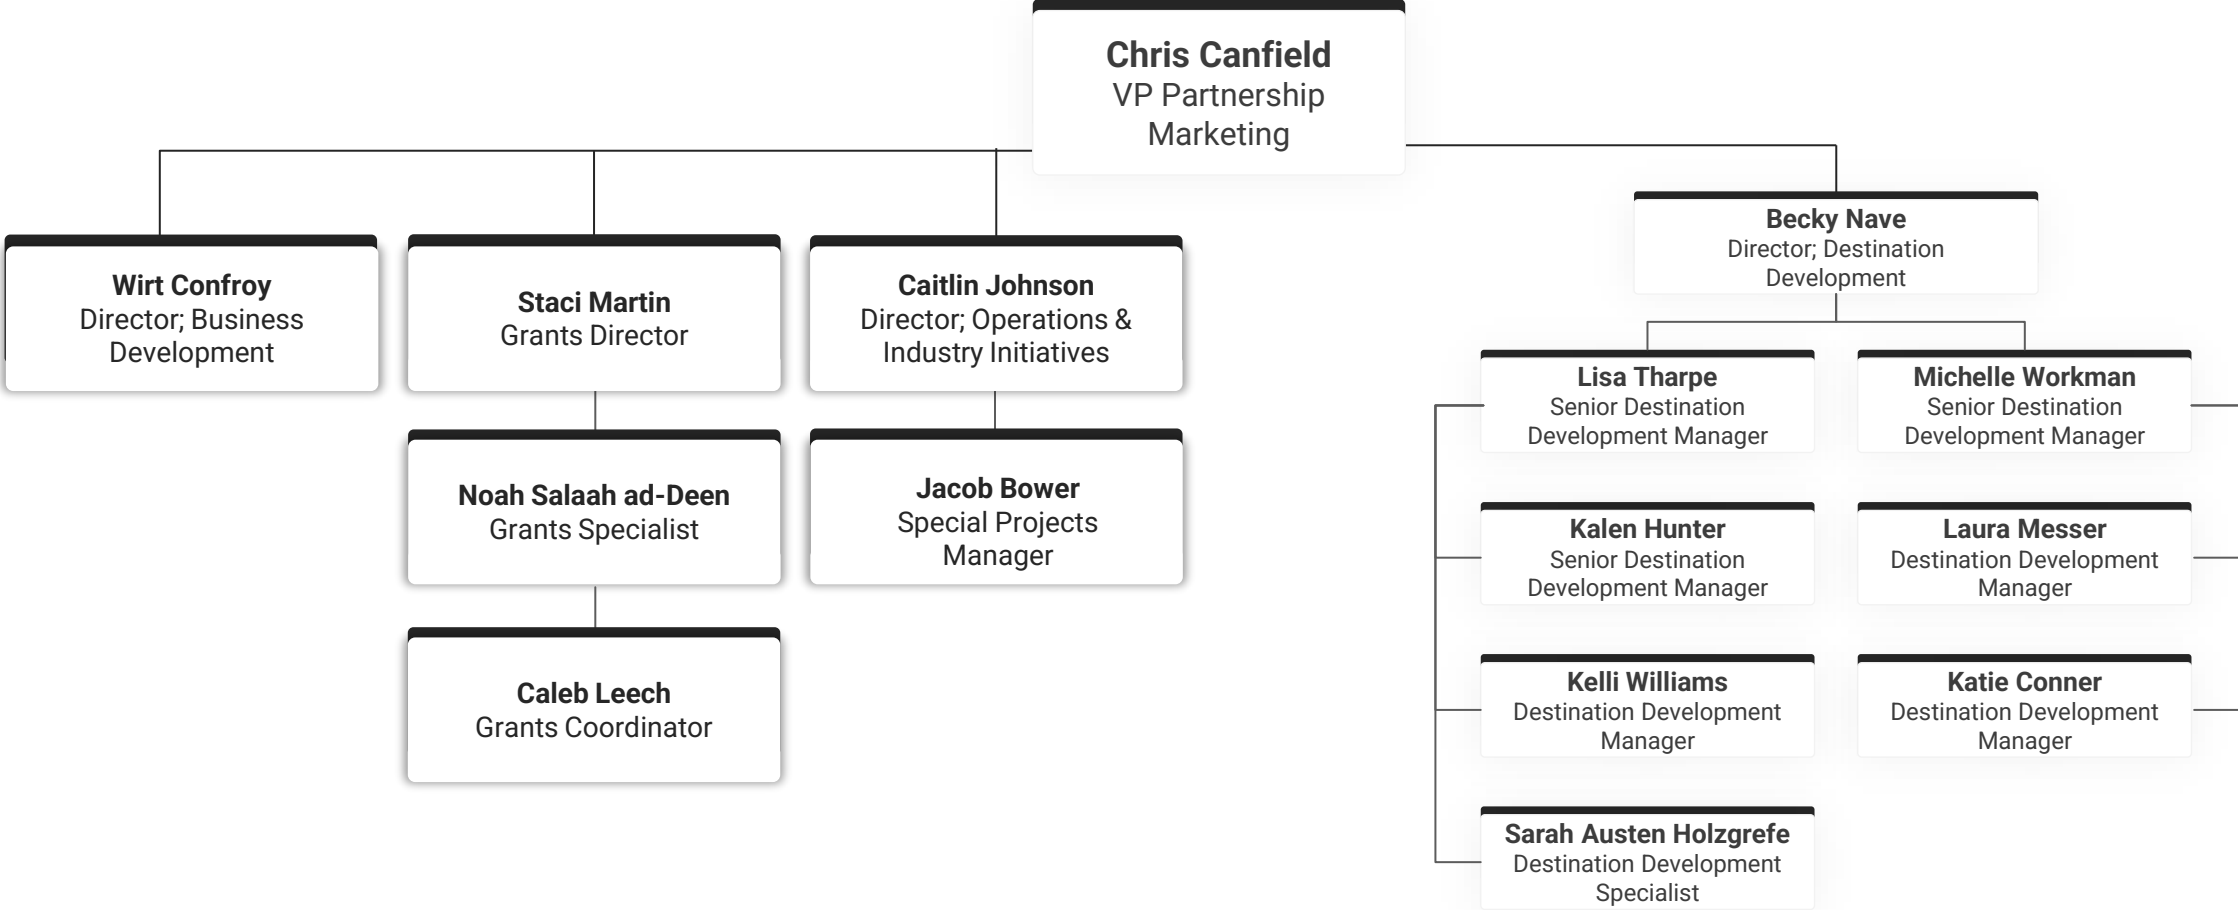 Chris Canfield
VP Partnership
Marketing
Wirt Confroy
Director; Business
Development
Staci Martin
Grants Director
Caitlin Johnson
Director; Operations &
Industry Initiatives
Becky Nave
Director; Destination
Development
Noah Salaah ad-Deen
Grants Specialist
Jacob Bower
Special Projects
Manager
Caleb Leech
Grants Coordinator
Lisa Tharpe
Senior Destination
Development Manager
Michelle Workman
Senior Destination
Development Manager
Kalen Hunter
Senior Destination
Development Manager
Laura Messer
Destination Development
Manager
Kelli Williams
Destination Development
Manager
Katie Conner
Destination Development
Manager
Sarah Austen Holzgrefe
Destination Development
Specialist